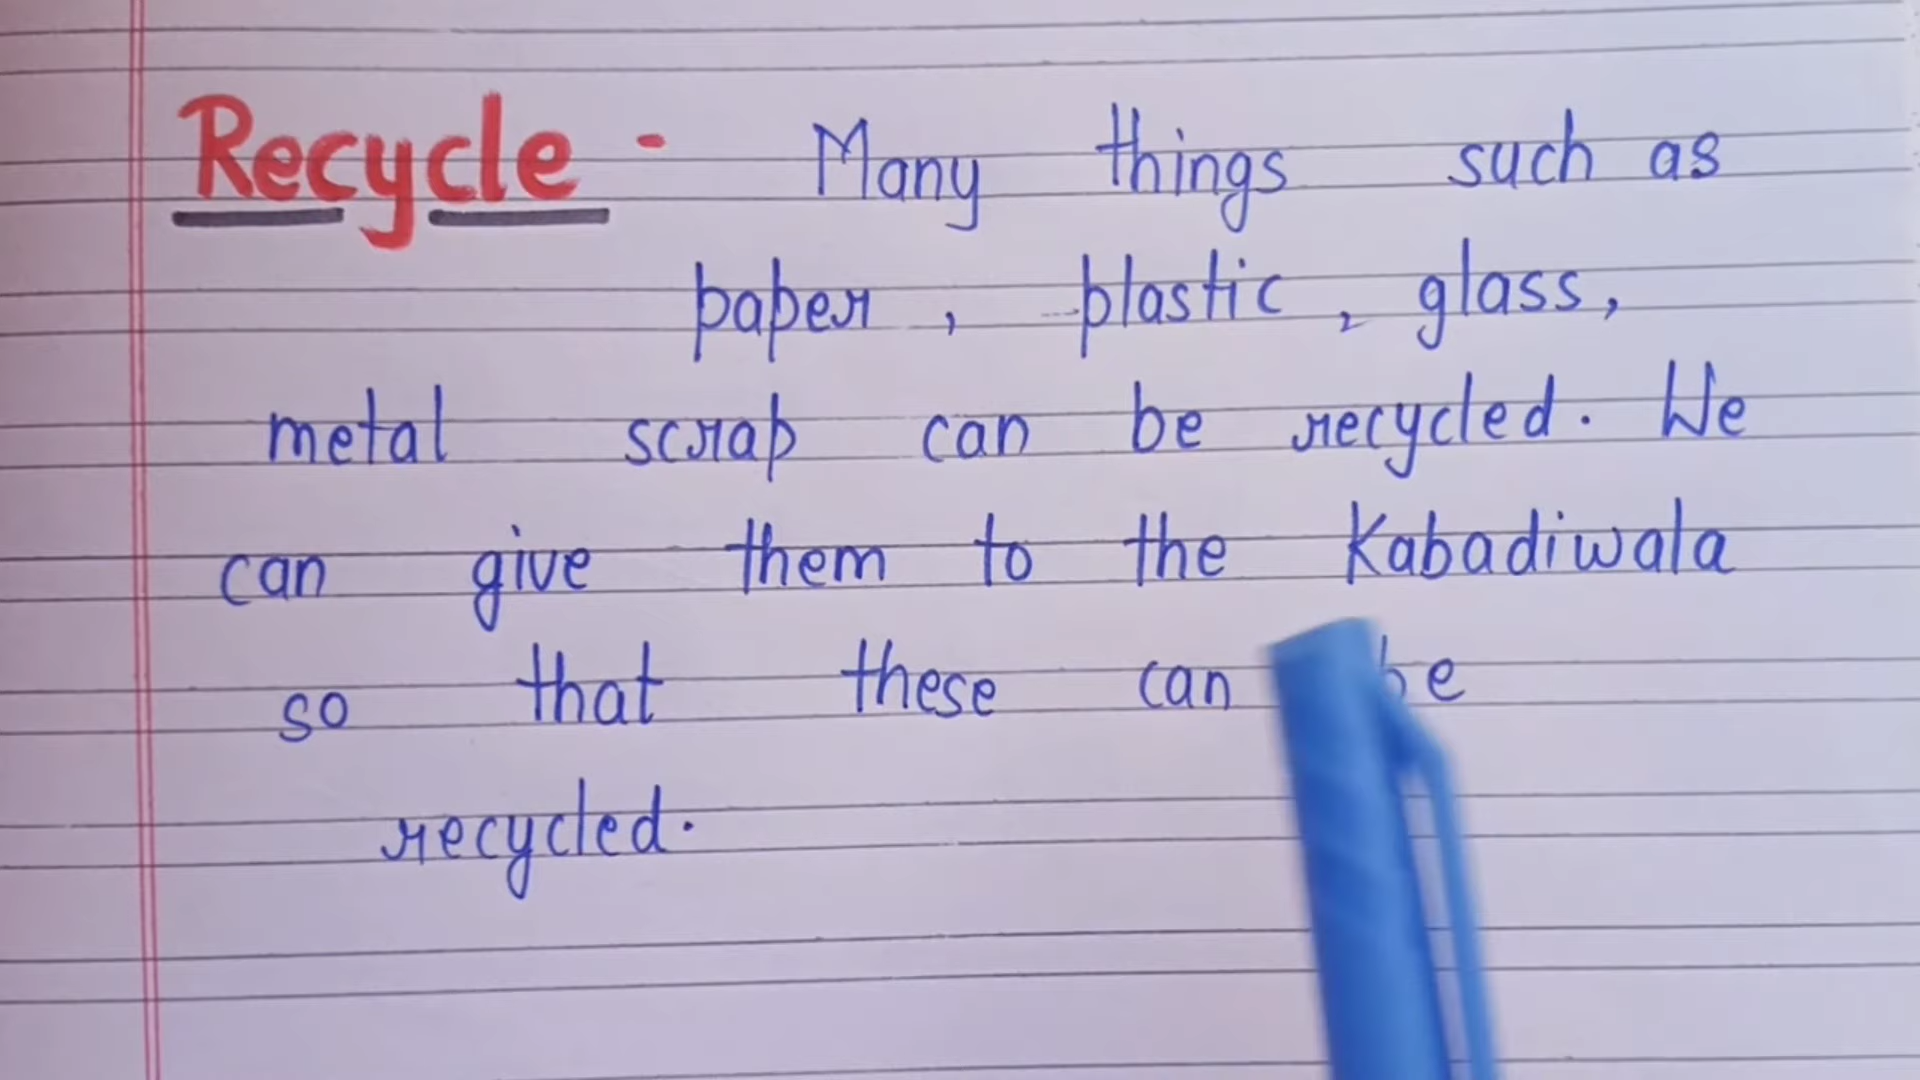 Recycle - Many things such as
paper, plastic, glass,
metal scrap can be recycled. We
can give them to the Kabadiwala
so that these can be
recycled.